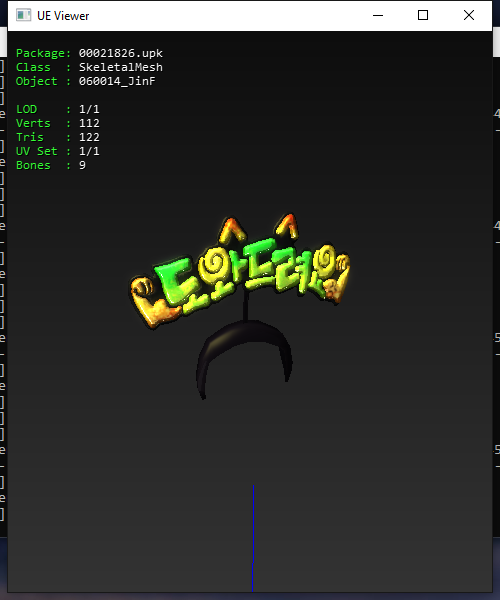 UE Viewer
Package: 00021826.upk
Class : SkeletalMesh
Object : 060014_JinF
LOD : 1/1
Verts : 112
Tris : 122
UV Set : 1/1
Bones : 9
도와드려요